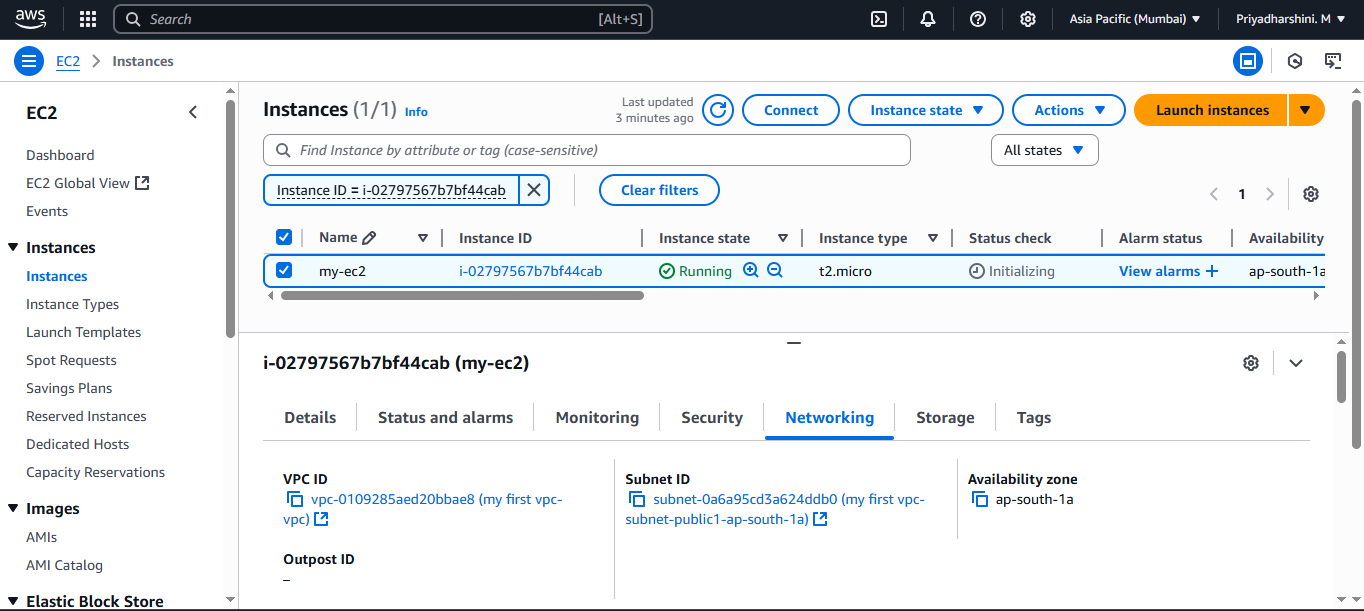 aws
Search [Alt+S]
Asia Pacific (Mumbai)
Priyadharshini. M
EC2 Instances
EC2
Dashboard
EC2 Global View
Events
Instances
Instances
Instance Types
Launch Templates
Spot Requests
Savings Plans
Reserved Instances
Dedicated Hosts
Capacity Reservations
Images
AMIs
AMI Catalog
Elastic Block Store
Instances (1/1) Info
Last updated
3 minutes ago
Connect
Instance state
Actions
Launch instances
Find Instance by attribute or tag (case-sensitive)
All states
Instance ID = i-02797567b7bf44cab
Clear filters
1
Name Instance ID Instance state Instance type Status check Alarm status Availability
my-ec2 i-02797567b7bf44cab Running t2.micro Initializing View alarms + ap-south-1a
i-02797567b7bf44cab (my-ec2)
Details Status and alarms Monitoring Security Networking Storage Tags
VPC ID
vpc-0109285aed20bbae8 (my first vpc-
vpc)
Outpost ID
–
Subnet ID
subnet-0a6a95cd3a624ddb0 (my first vpc-
subnet-public1-ap-south-1a)
Availability zone
ap-south-1a